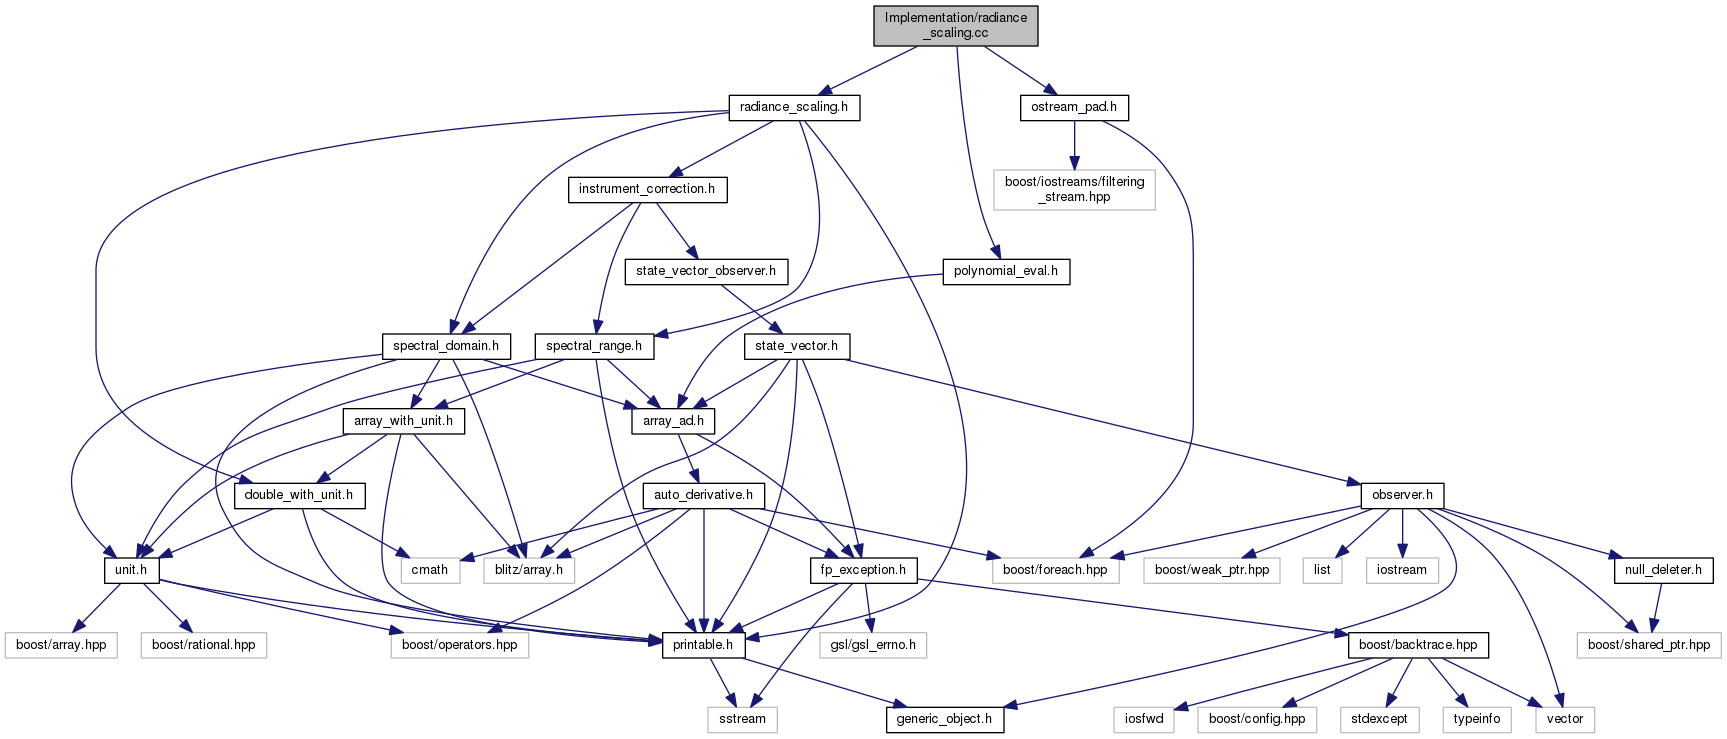 Implementation/radiance
_scaling.cc
radiance_scaling.h
ostream_pad.h
instrument_correction.h
boost/iostreams/filtering
_stream.hpp
state_vector_observer.h
polynomial_eval.h
spectral_domain.h
spectral_range.h
state_vector.h
array_with_unit.h
array_ad.h
double_with_unit.h
auto_derivative.h
observer.h
unit.h
cmath
blitz/array.h
fp_exception.h
boost/foreach.hpp
boost/weak_ptr.hpp
list
iostream
null_deleter.h
boost/array.hpp
boost/rational.hpp
boost/operators.hpp
printable.h
gsl/gsl_errno.h
boost/backtrace.hpp
boost/shared_ptr.hpp
sstream
generic_object.h
iosfwd
boost/config.hpp
stdexcept
typeinfo
vector